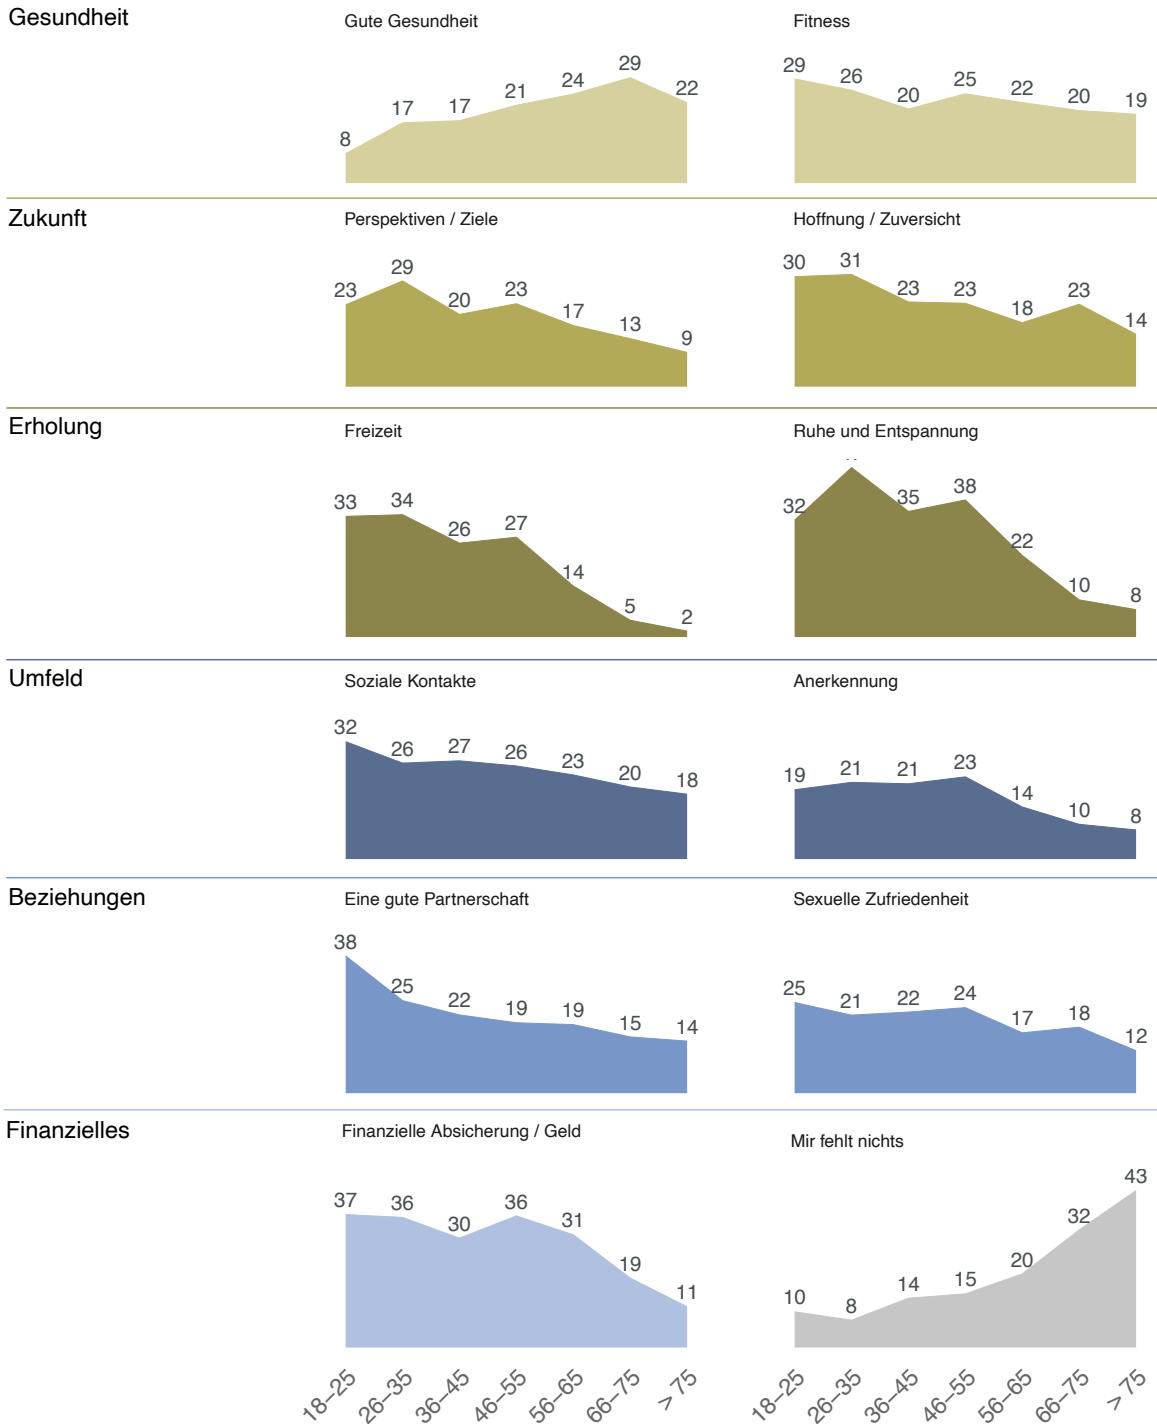 Gesundheit
Gute Gesundheit
Fitness
8 17 17 21 24 29 22
29 26 20 25 22 20 19
Zukunft
Perspektiven / Ziele
Hoffnung / Zuversicht
23 29 20 23 17 13 9
30 31 23 23 18 23 14
Erholung
Freizeit
Ruhe und Entspannung
33 34 26 27 14 5 2
32 35 38 22 10 8
Umfeld
Soziale Kontakte
Anerkennung
32 26 27 26 23 20 18
19 21 21 23 14 10 8
Beziehungen
Eine gute Partnerschaft
Sexuelle Zufriedenheit
38 25 22 19 19 15 14
25 21 22 24 17 18 12
Finanzielles
Finanzielle Absicherung / Geld
Mir fehlt nichts
37 36 30 36 31 19 11
10 8 14 15 20 32 43
18–25 26–35 36–45 46–55 56–65 66–75 > 75
18–25 26–35 36–45 46–55 56–65 66–75 > 75